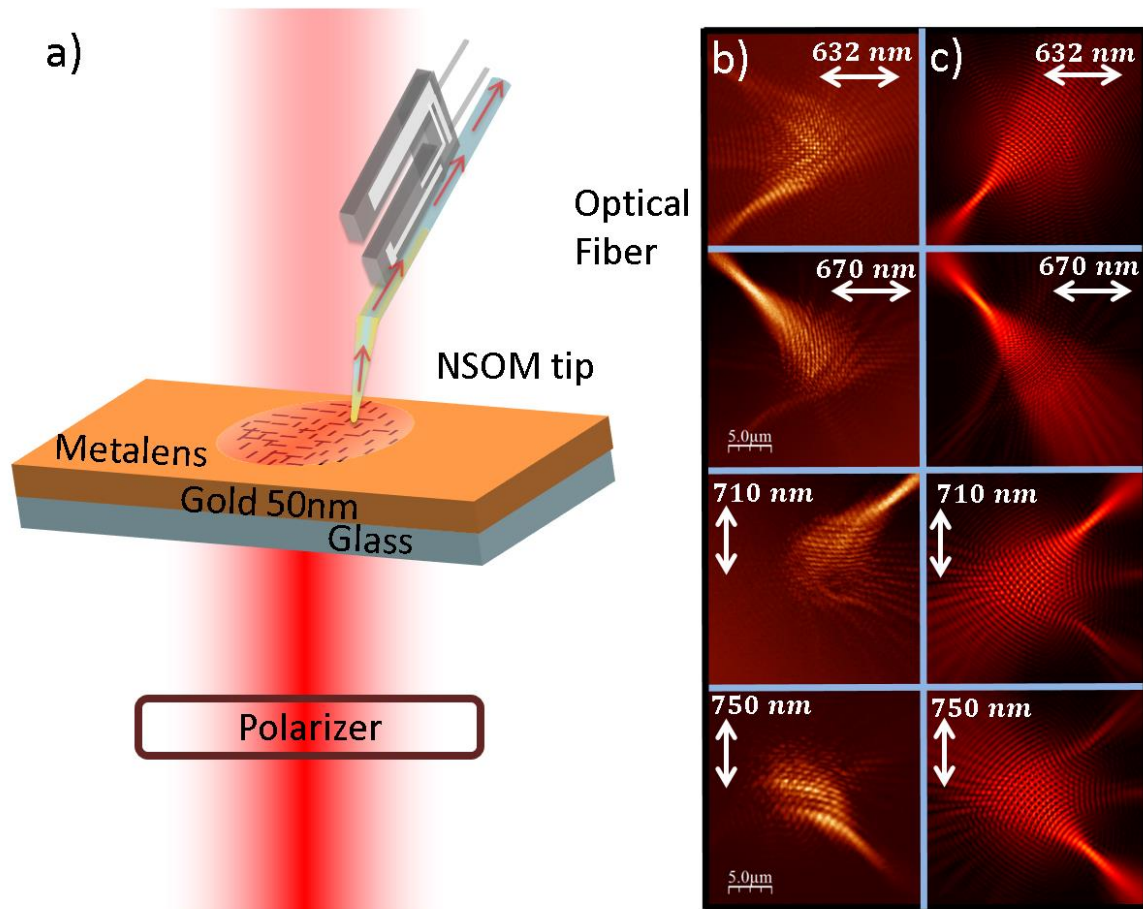 a)
Optical
Fiber
NSOM tip
Metalens
Gold 50nm
Glass
Polarizer
b)
632 nm
c)
632 nm
670 nm
670 nm
5.0µm
710 nm
710 nm
750 nm
750 nm
5.0µm